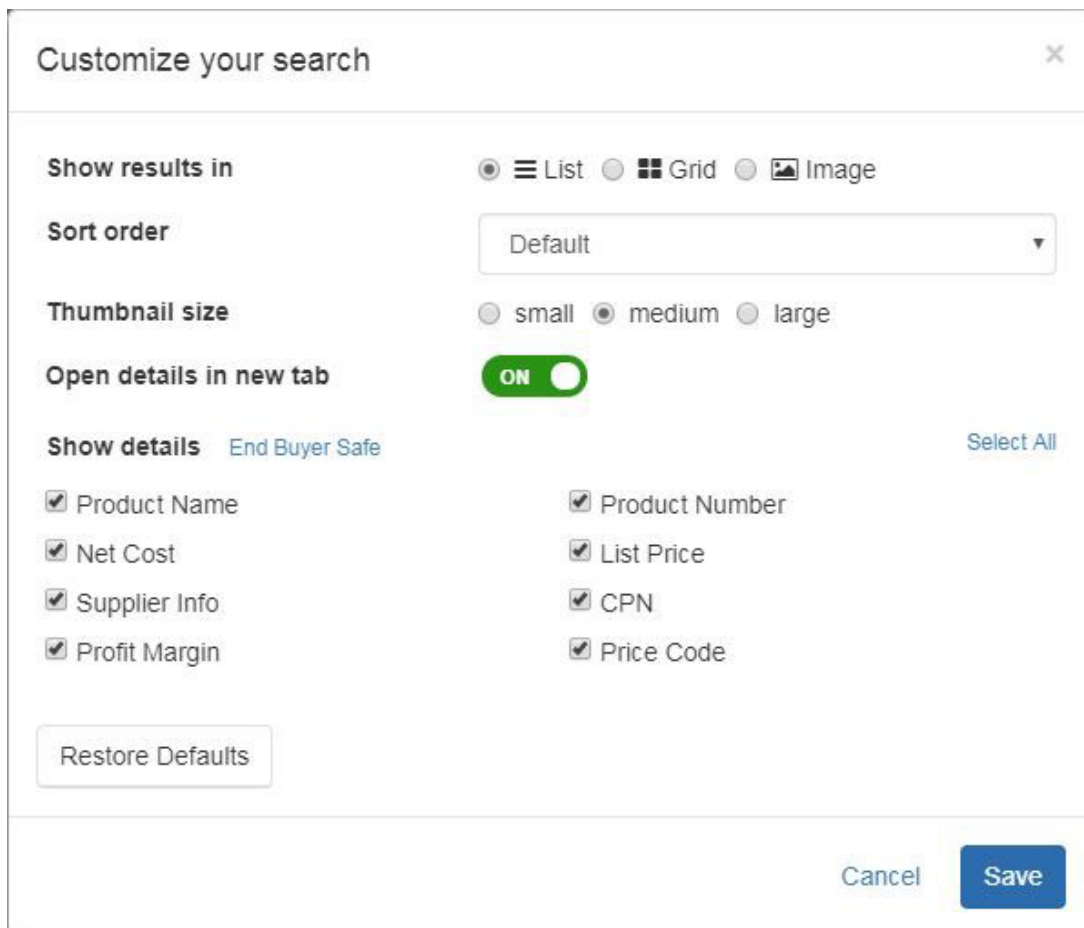 Customize your search ×
Show results in List Grid Image
Sort order Default
Thumbnail size small medium large
Open details in new tab ON
Show details End Buyer Safe Select All
Product Name Product Number
Net Cost List Price
Supplier Info CPN
Profit Margin Price Code
Restore Defaults
Cancel Save